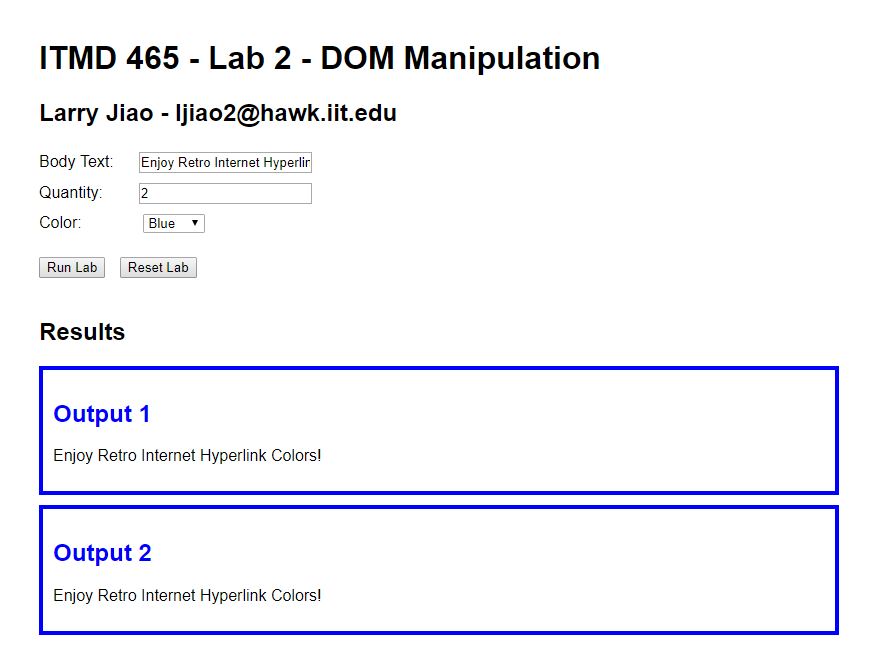 ITMD 465 - Lab 2 - DOM Manipulation
Larry Jiao - ljiao2@hawk.iit.edu
Body Text: Enjoy Retro Internet Hyperlin
Quantity: 2
Color: Blue
Run Lab Reset Lab
Results
Output 1
Enjoy Retro Internet Hyperlink Colors!
Output 2
Enjoy Retro Internet Hyperlink Colors!